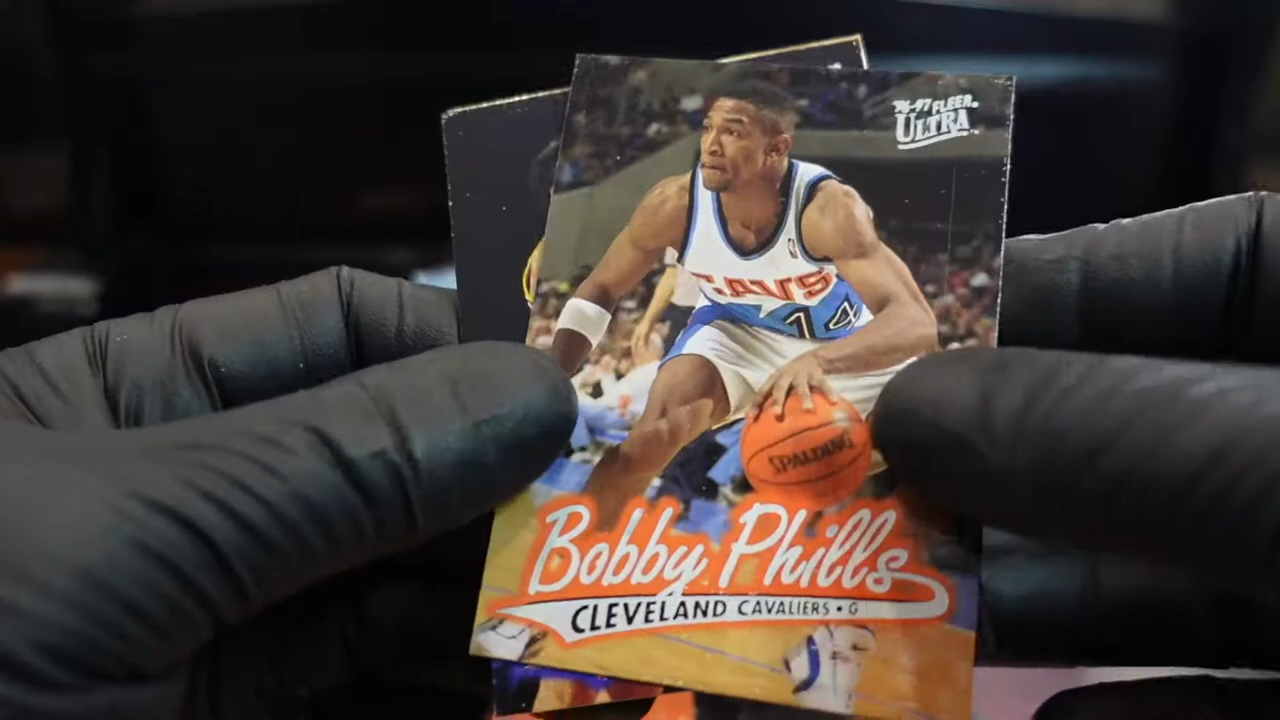 96-97 FLEER
ULTRA
CAVS
14
SPALDING
Bobby Phills
CLEVELAND CAVALIERS • G